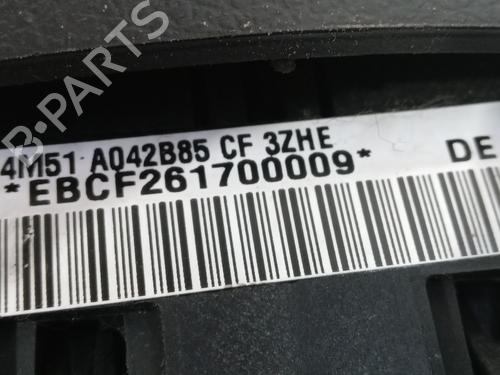 B-PARTS
4M51 A042B85 CF 3ZHE
*EBCF261700009* DE